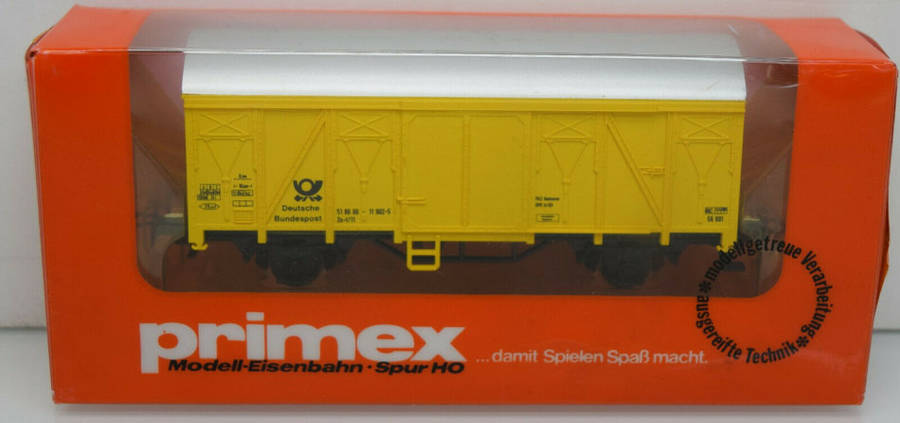 Deutsche
Bundespost
primex
Modell-Eisenbahn · Spur HO
...damit Spielen Spaß macht.
modellgetreue Verarbeitung * ausgereifte Technik *